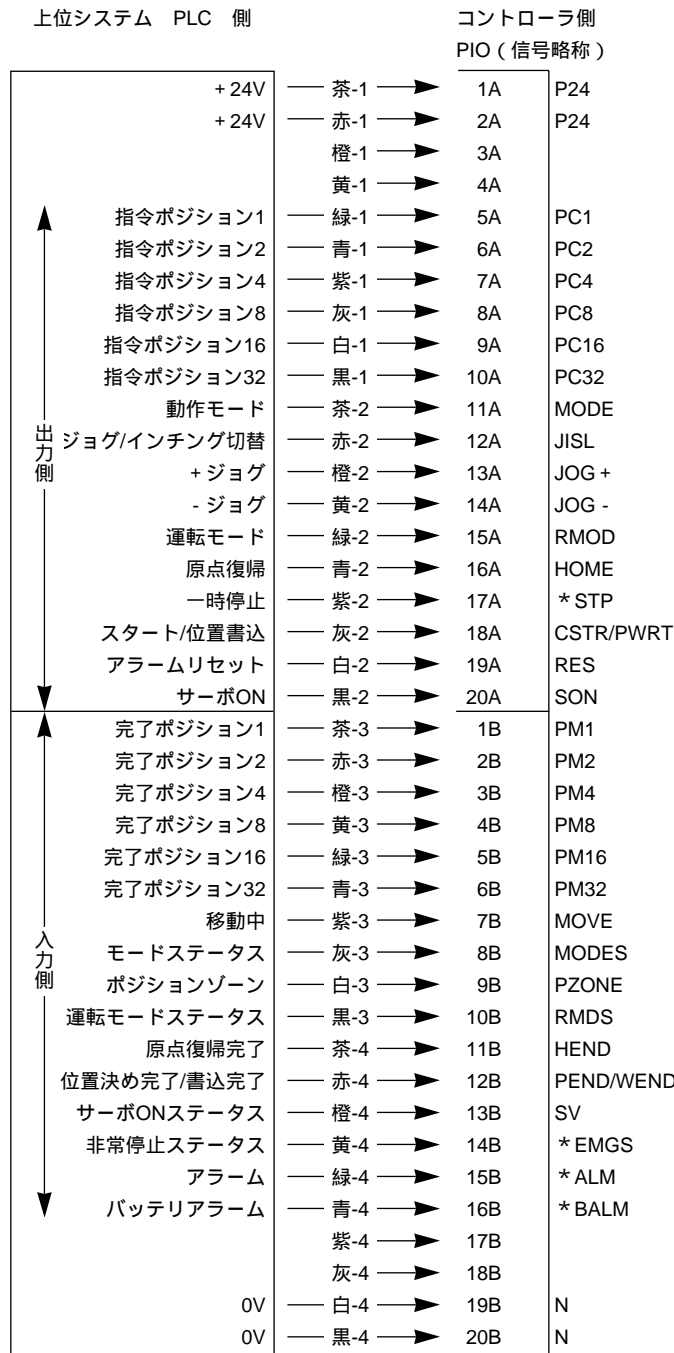 上位システム　PLC　側　コントローラ側
PIO（信号略称）
+24V 茶-1 1A P24
+24V 赤-1 2A P24
橙-1 3A
黄-1 4A
指令ポジション1 緑-1 5A PC1
指令ポジション2 青-1 6A PC2
指令ポジション4 紫-1 7A PC4
指令ポジション8 灰-1 8A PC8
指令ポジション16 白-1 9A PC16
指令ポジション32 黒-1 10A PC32
動作モード 茶-2 11A MODE
出力側
ジョグ/インチング切替 赤-2 12A JISL
+ジョグ 橙-2 13A JOG+
-ジョグ 黄-2 14A JOG-
運転モード 緑-2 15A RMOD
原点復帰 青-2 16A HOME
一時停止 紫-2 17A *STP
スタート/位置書込 灰-2 18A CSTR/PWRT
アラームリセット 白-2 19A RES
サーボON 黒-2 20A SON
完了ポジション1 茶-3 1B PM1
完了ポジション2 赤-3 2B PM2
完了ポジション4 橙-3 3B PM4
完了ポジション8 黄-3 4B PM8
完了ポジション16 緑-3 5B PM16
完了ポジション32 青-3 6B PM32
移動中 紫-3 7B MOVE
入力側
モードステータス 灰-3 8B MODES
ポジションゾーン 白-3 9B PZONE
運転モードステータス 黒-3 10B RMDS
原点復帰完了 茶-4 11B HEND
位置決め完了/書込完了 赤-4 12B PEND/WEND
サーボONステータス 橙-4 13B SV
非常停止ステータス 黄-4 14B *EMGS
アラーム 緑-4 15B *ALM
バッテリアラーム 青-4 16B *BALM
紫-4 17B
灰-4 18B
0V 白-4 19B N
0V 黒-4 20B N